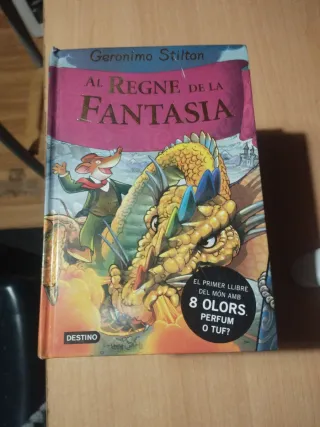 Geronimo Stilton
AL REGNE DE LA
FANTASIA
EL PRIMER LLIBRE
DEL MÓN AMB
8 OLORS.
PERFUM
O TUF?
DESTINO